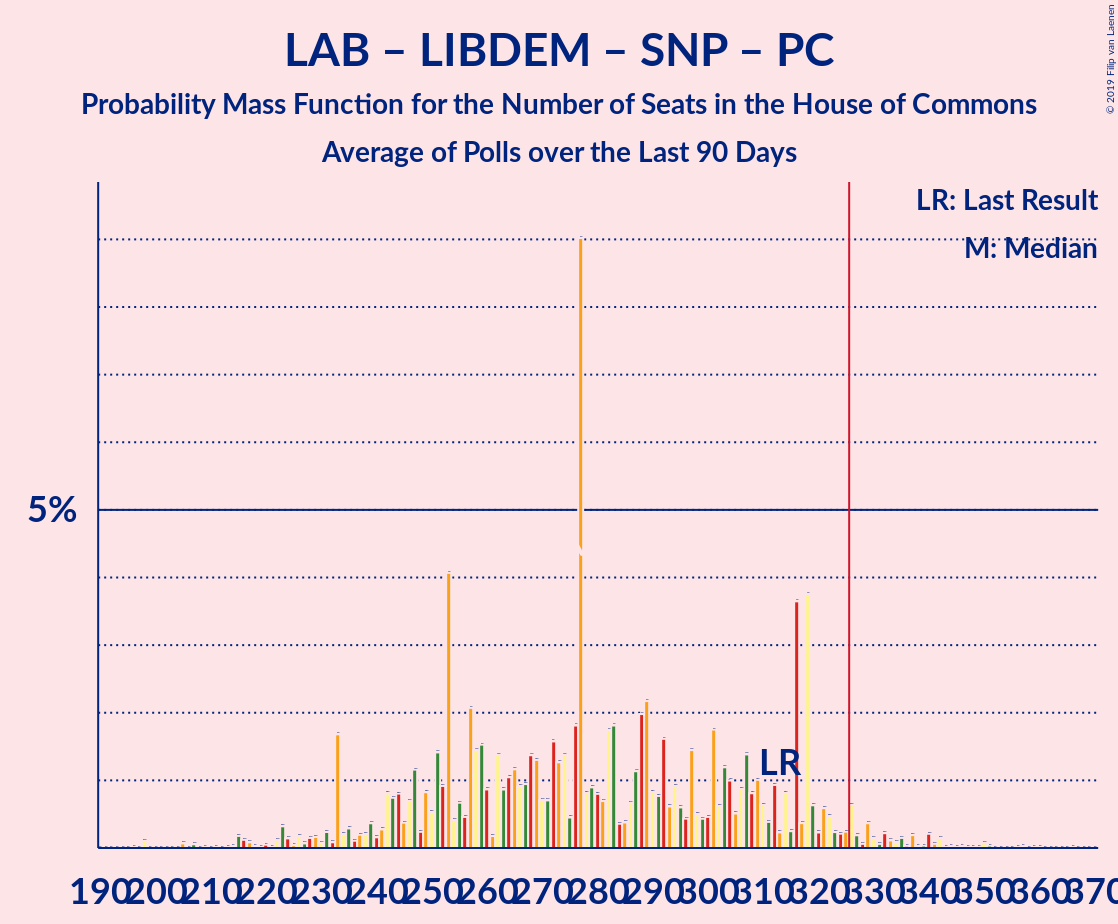 LAB – LIBDEM – SNP – PC
Probability Mass Function for the Number of Seats in the House of Commons
Average of Polls over the Last 90 Days
© 2019 Filip van Laenen
LR: Last Result
M: Median
5%
LR
190 200 210 220 230 240 250 260 270 280 290 300 310 320 330 340 350 360 370